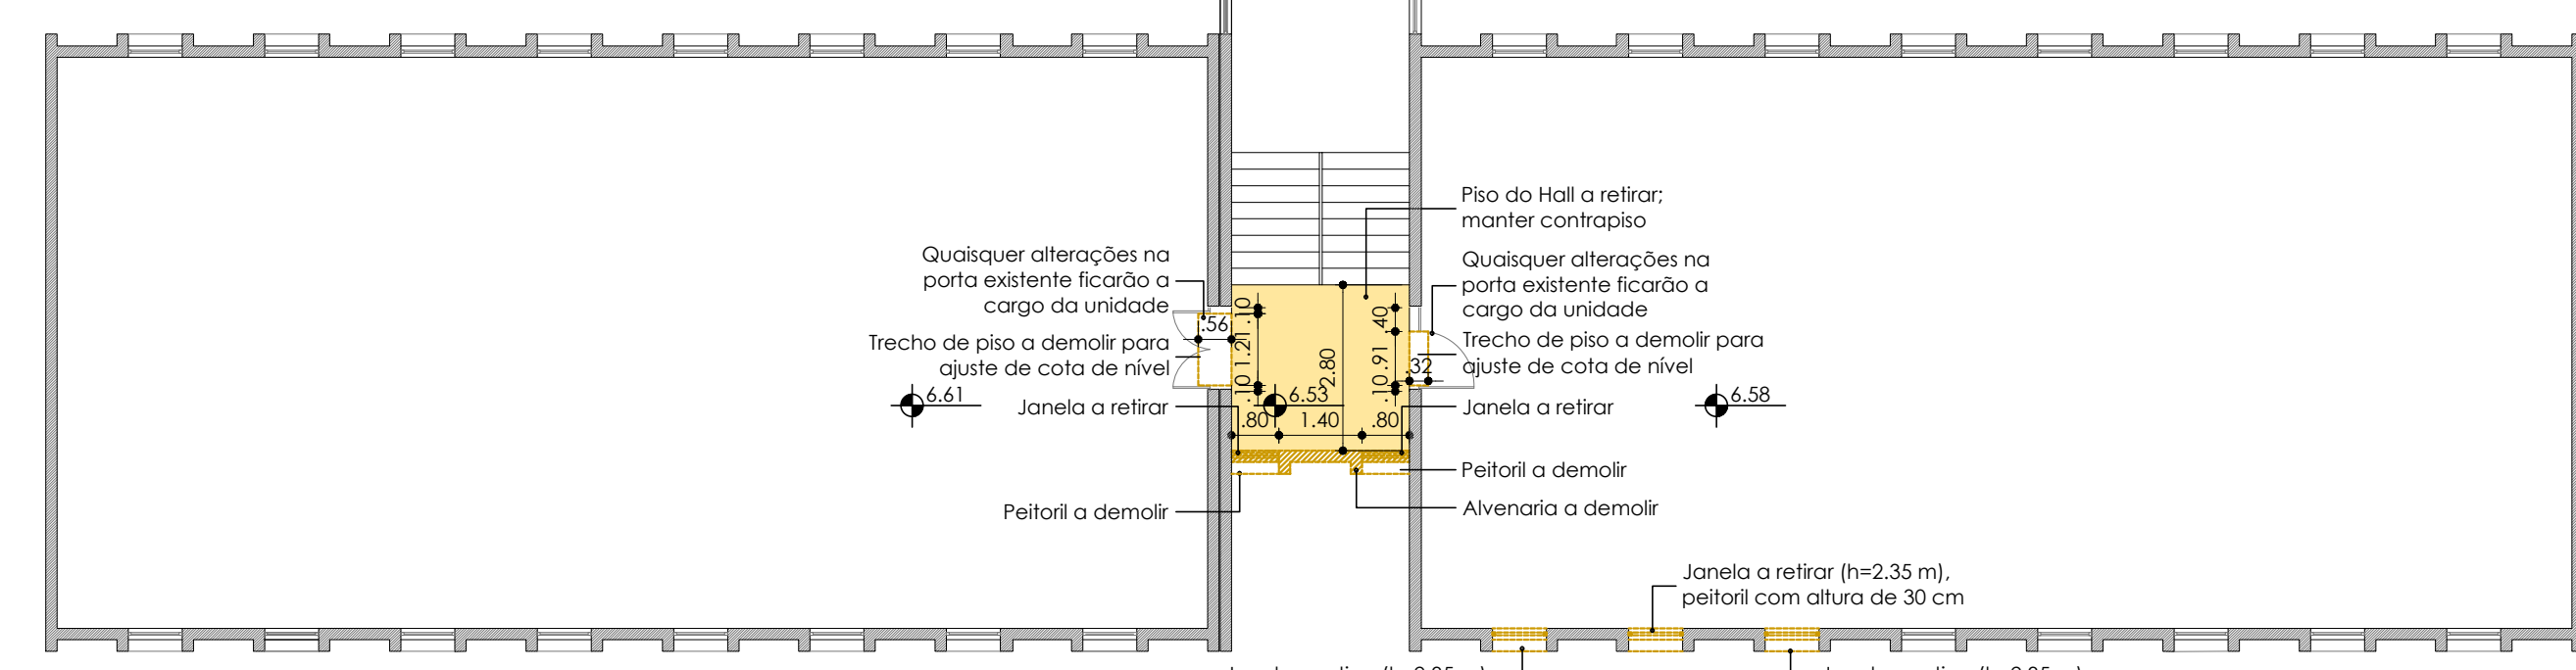 Piso do Hall a retirar;
manter contrapiso
Quaisquer alterações na
porta existente ficarão a
cargo da unidade
Quaisquer alterações na
porta existente ficarão a
cargo da unidade
.10
.56
1.21
.10
.40
.91
.10
.32
2.80
Trecho de piso a demolir para
ajuste de cota de nível
Trecho de piso a demolir para
ajuste de cota de nível
6.61
6.53
6.58
Janela a retirar
Janela a retirar
.80
1.40
.80
Peitoril a demolir
Peitoril a demolir
Alvenaria a demolir
Janela a retirar (h=2.35 m),
peitoril com altura de 30 cm